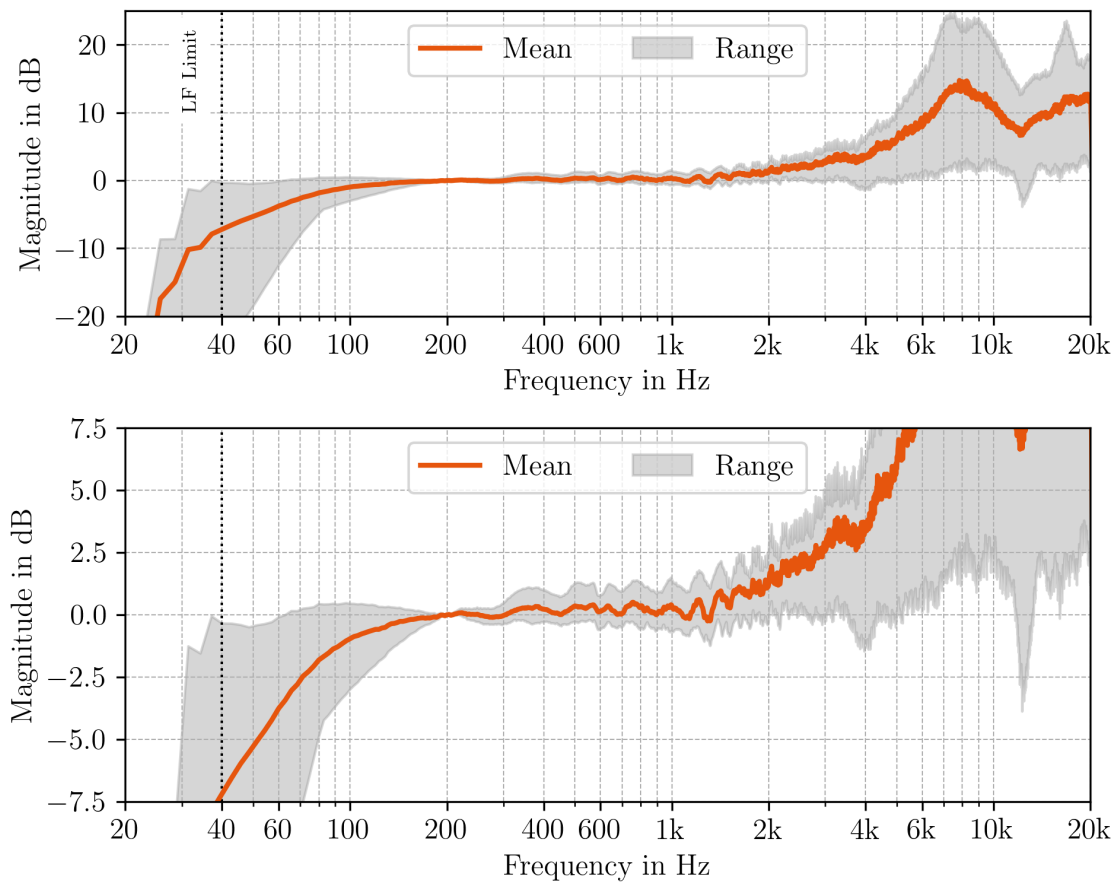 20
10
0
−10
−20
Magnitude in dB
LF Limit
Mean Range
20 40 60 100 200 400 600 1k 2k 4k 6k 10k 20k
Frequency in Hz
7.5
5.0
2.5
0.0
−2.5
−5.0
−7.5
Magnitude in dB
Mean Range
20 40 60 100 200 400 600 1k 2k 4k 6k 10k 20k
Frequency in Hz